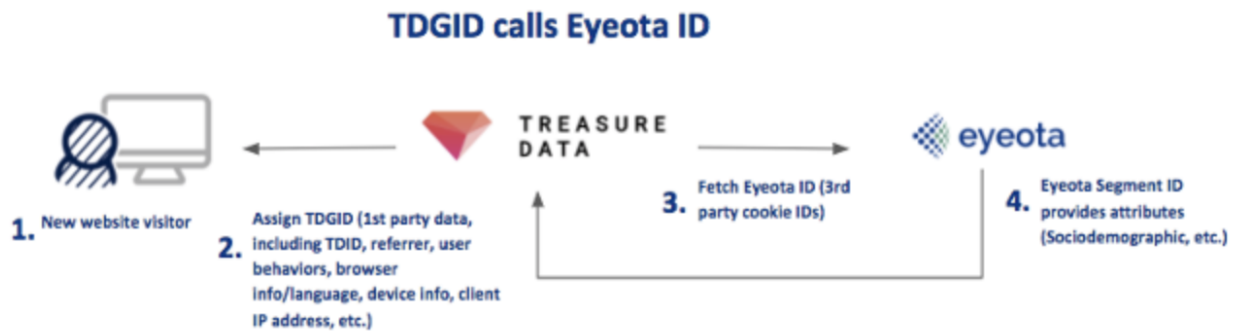 TDGID calls Eyeota ID
TREASURE
DATA
eyeota
1. New website visitor
2. Assign TDGID (1st party data,
including TDID, referrer, user
behaviors, browser
info/language, device info, client
IP address, etc.)
3. Fetch Eyeota ID (3rd
party cookie IDs)
4. Eyeota Segment ID
provides attributes
(Sociodemographic, etc.)